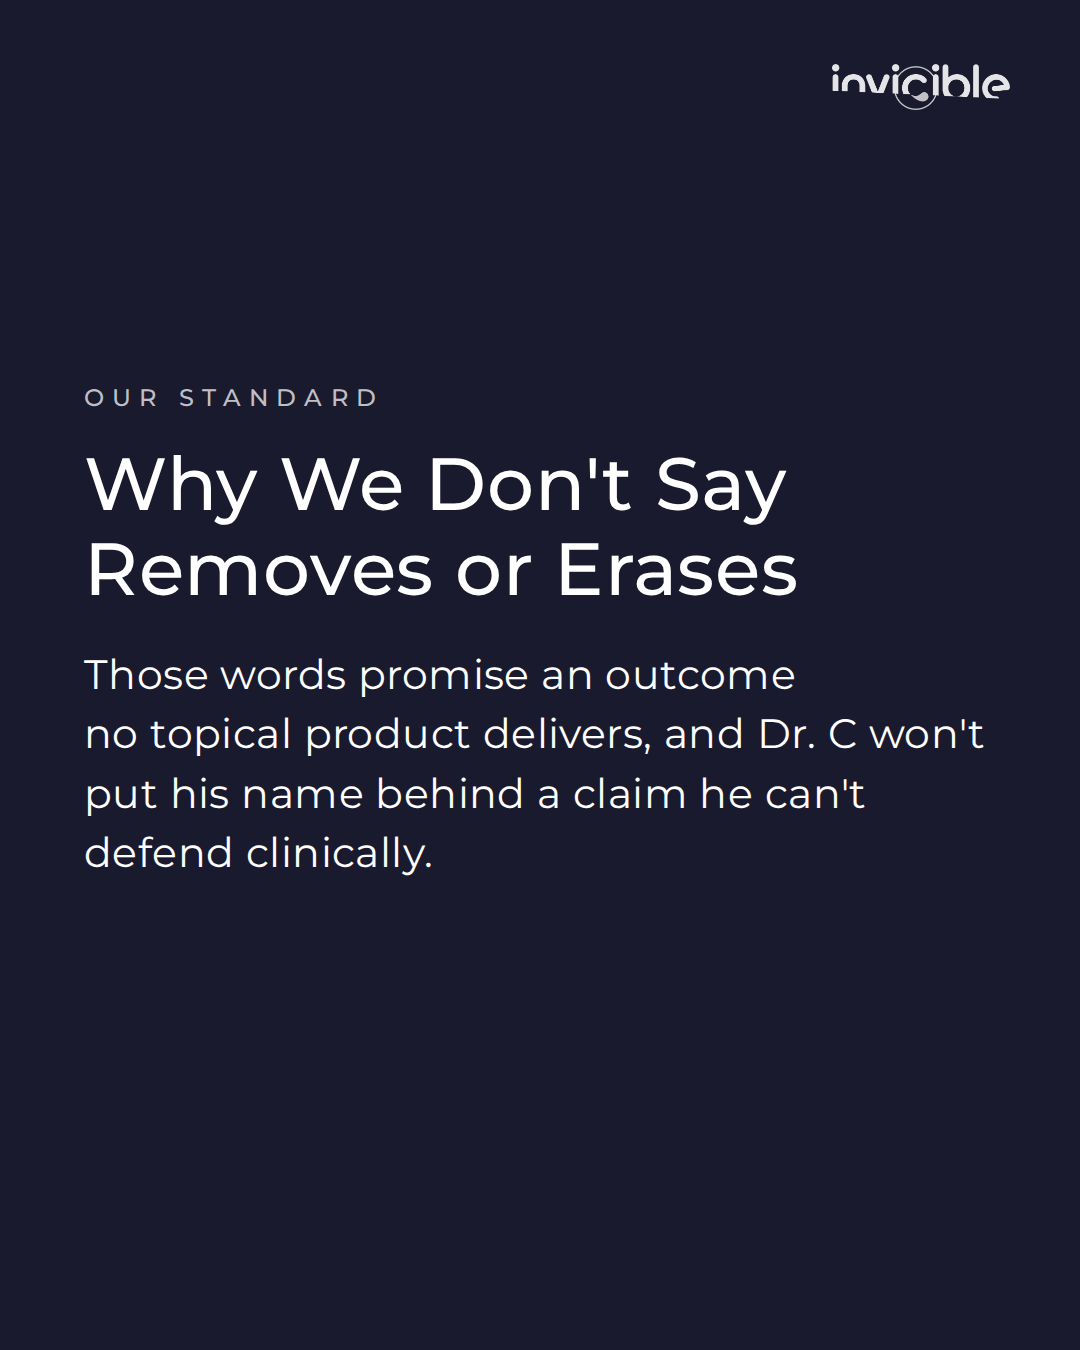 invicible
OUR STANDARD
Why We Don't Say
Removes or Erases
Those words promise an outcome
no topical product delivers, and Dr. C won't
put his name behind a claim he can't
defend clinically.